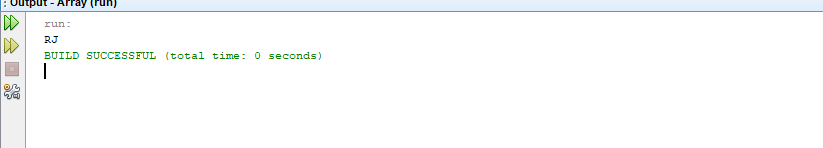 : Output - Array (run)
run:
RJ
BUILD SUCCESSFUL (total time: 0 seconds)